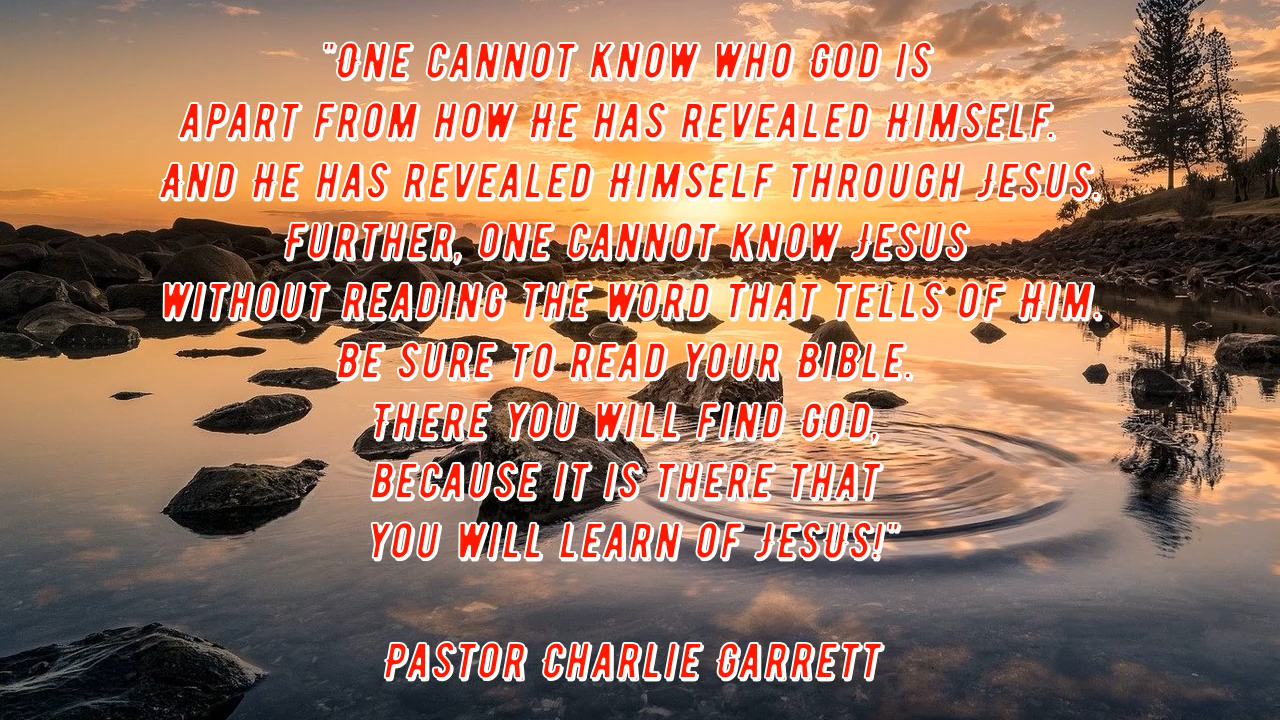 "One cannot know who God is
apart from how He has revealed Himself.
And He has revealed Himself through Jesus.
Further, one cannot know Jesus
without reading the Word that tells of Him.
Be sure to read your Bible.
There you will find God,
because it is there that
you will learn of Jesus!"
Pastor Charlie Garrett